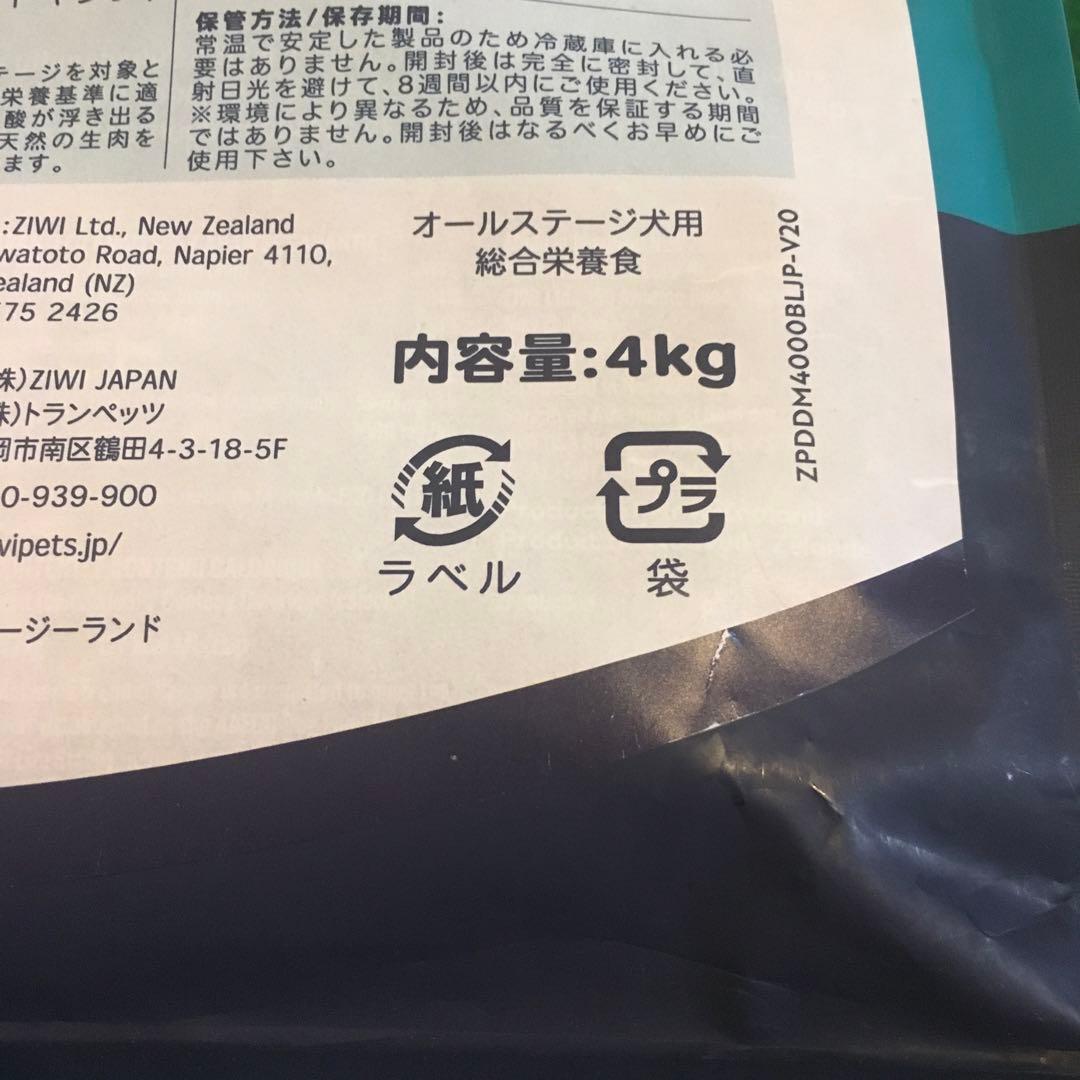 テージを対象と
栄養基準に適
酸が浮き出る
天然の生肉を
ます。
保管方法/保存期間:
常温で安定した製品のため冷蔵庫に入れる必
要はありません。開封後は完全に密封して、直
射日光を避けて、8週間以内にご使用ください。
※環境により異なるため、品質を保証する期間
ではありません。開封後はなるべくお早めにご
使用下さい。
:ZIWI Ltd., New Zealand
watoto Road, Napier 4110,
ealand (NZ)
75 2426
株)ZIWI JAPAN
株)トランペッツ
岡市南区鶴田4-3-18-5F
0-939-900
wipets.jp/
ージーランド
オールステージ犬用
総合栄養食
内容量:4kg
紙
ラベル
プラ
袋
ZPDDM4000BLJP-V20